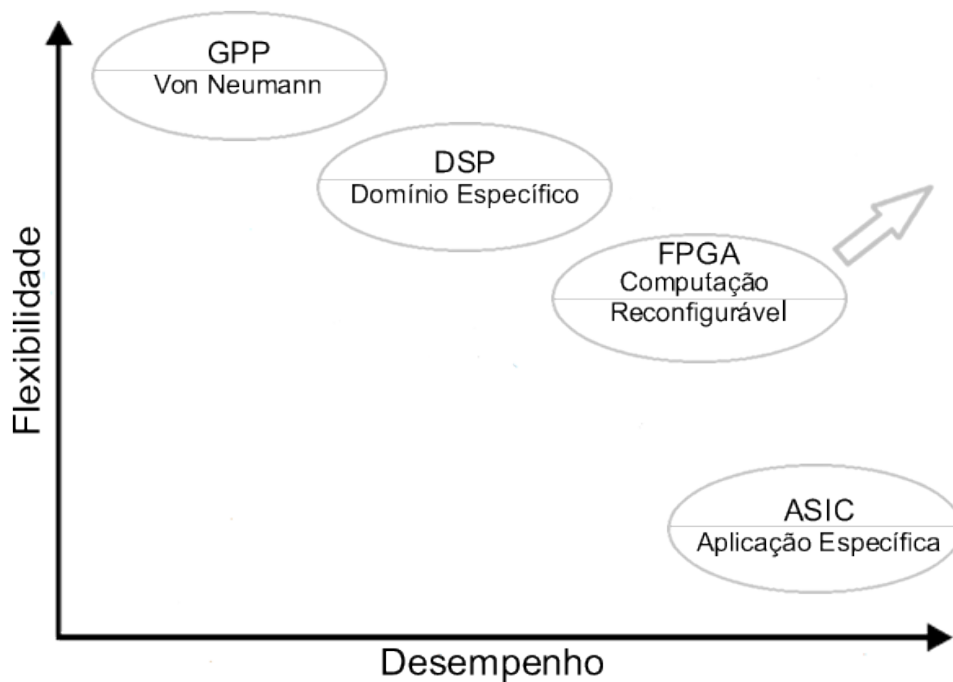 GPP
Von Neumann
DSP
Domínio Específico
FPGA
Computação
Reconfigurável
ASIC
Aplicação Específica
Flexibilidade
Desempenho